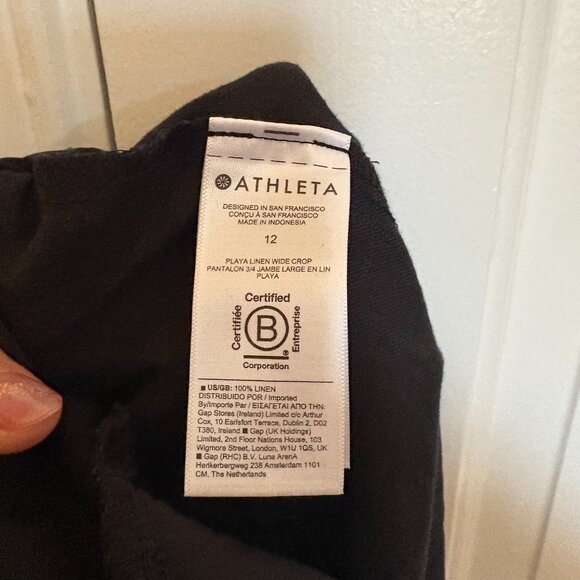 ATHLETA
DESIGNED IN SAN FRANCISCO
CONÇU À SAN FRANCISCO
MADE IN INDONESIA
12
PLAYA LINEN WIDE CROP
PANTALON 3/4 JAMBE LARGE EN LIN
PLAYA
Certified
Certifiée
B
Entreprise
®
Corporation
■ US/GB: 100% LINEN
DISTRIBUIDO POR / Imported
By/Importe Par / ΕΙΣΑΓΕΤΑΙ ΑΠΟ ΤΗΝ:
Gap Stores (Ireland) Limited c/o Arthur
Cox, 10 Earlsfort Terrace, Dublin 2, D02
T380, Ireland ■ Gap (UK Holdings)
Limited, 2nd Floor Nations House, 103
Wigmore Street, London, W1U 1QS, UK
■ Gap (RHC) B.V. Luna ArenA
Herikerbergweg 238 Amsterdam 1101
CM, The Netherlands